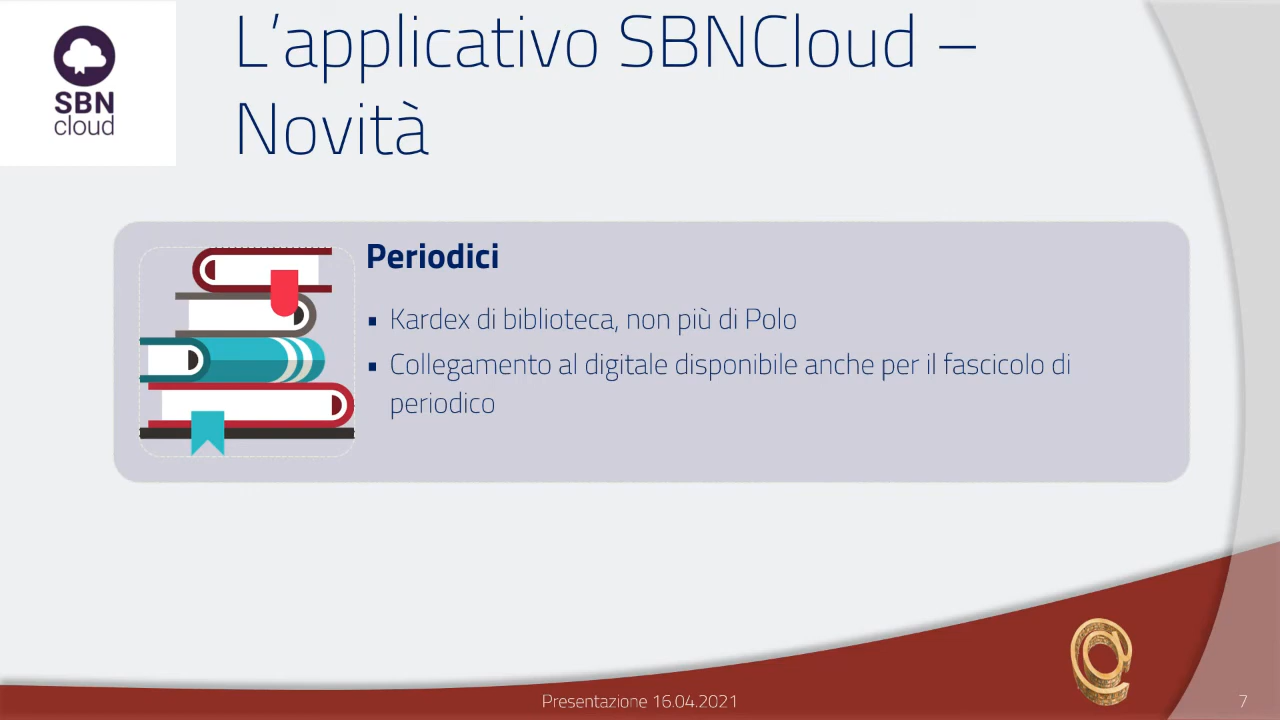 SBN
cloud
L’applicativo SBNCloud –
Novità
Periodici
▪ Kardex di biblioteca, non più di Polo
▪ Collegamento al digitale disponibile anche per il fascicolo di
periodico
Presentazione 16.04.2021
7